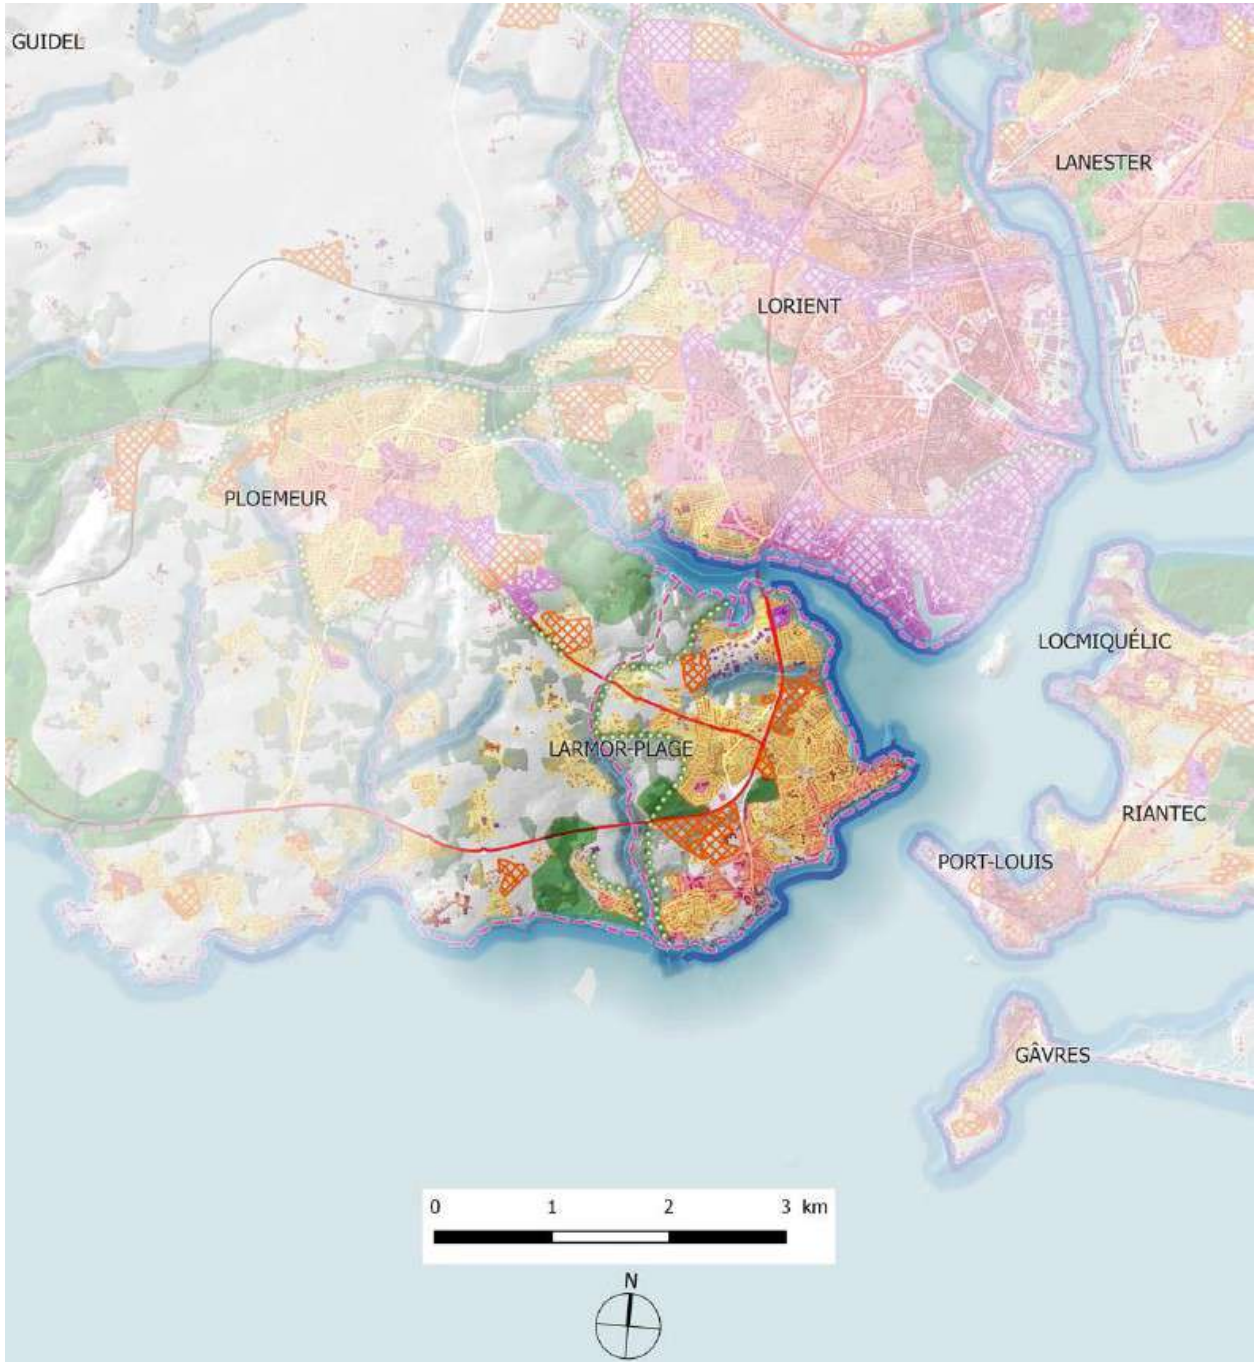 GUIDEL
LANESTER
LORIENT
PLOEMEUR
LOCMIQUÉLIC
LARMOR-PLAGE
RIANTEC
PORT-LOUIS
GÂVRES
0 1 2 3 km
N